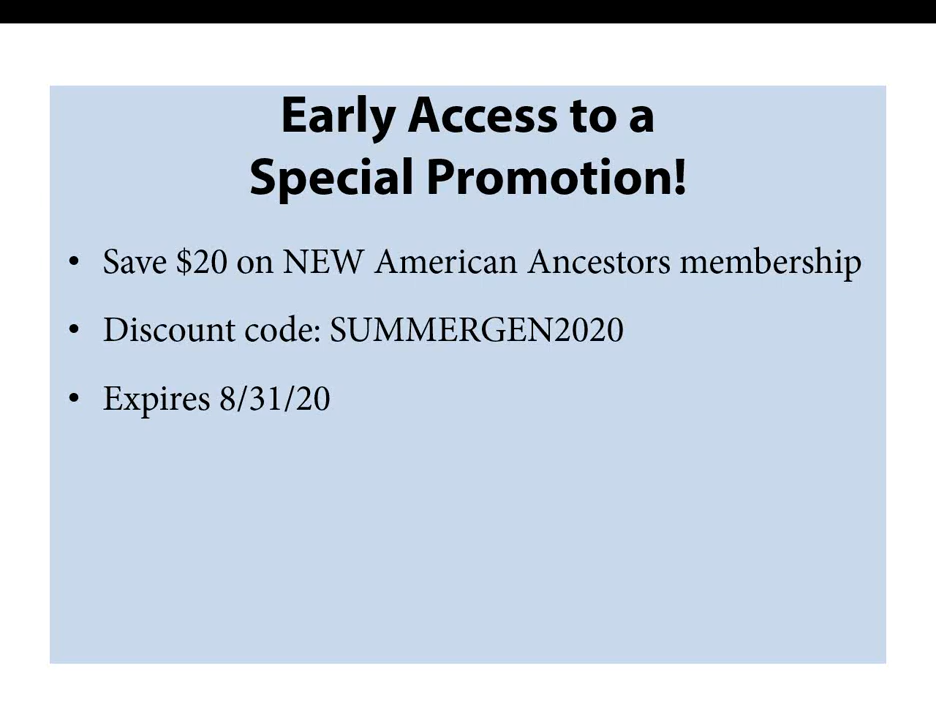 Early Access to a
Special Promotion!
• Save $20 on NEW American Ancestors membership
• Discount code: SUMMERGEN2020
• Expires 8/31/20